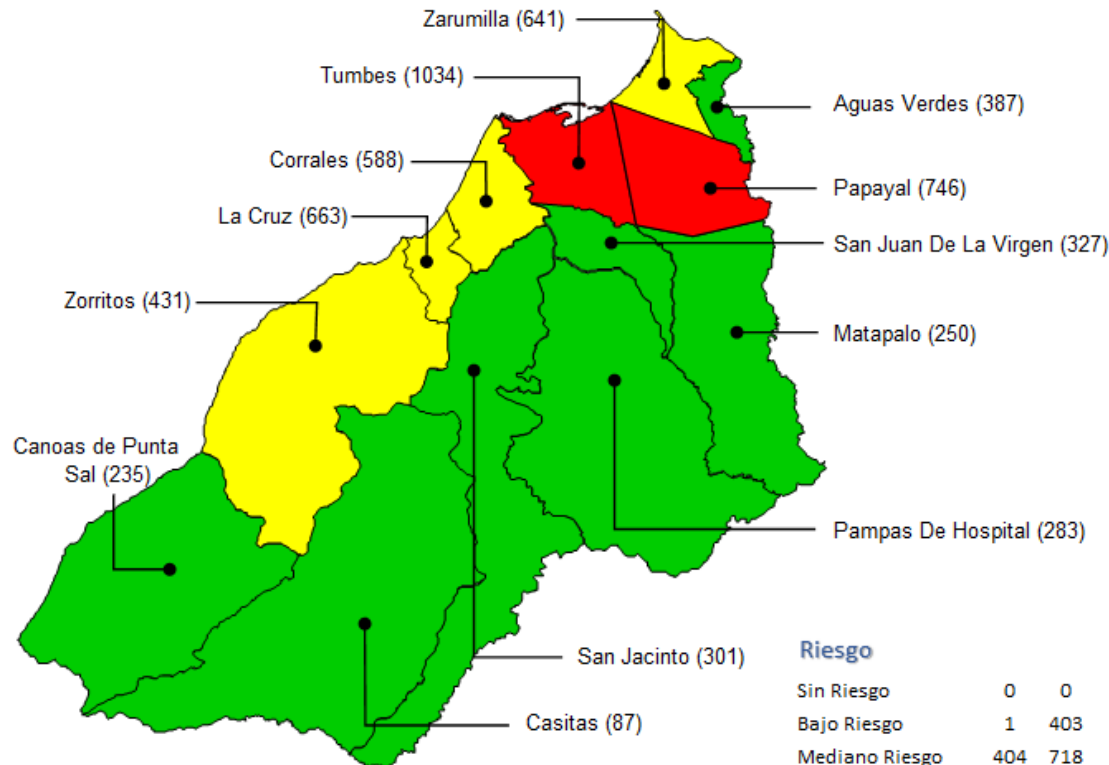 Zarumilla (641)
Tumbes (1034)
Aguas Verdes (387)
Corrales (588)
Papayal (746)
La Cruz (663)
San Juan De La Virgen (327)
Zorritos (431)
Matapalo (250)
Canoas de Punta
Sal (235)
Pampas De Hospital (283)
San Jacinto (301)
Casitas (87)
Riesgo
Sin Riesgo 0 0
Bajo Riesgo 1 403
Mediano Riesgo 404 718